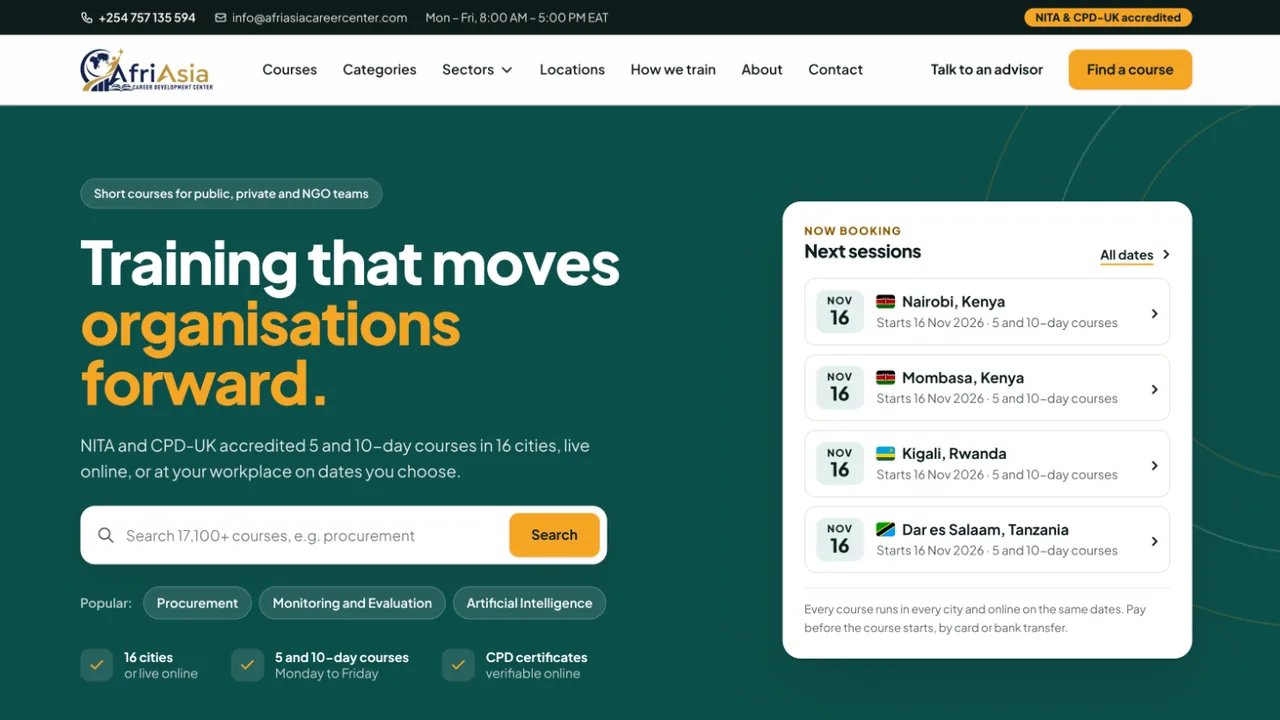 +254 757 135 594
info@afriasiacareercenter.com
Mon – Fri, 8:00 AM – 5:00 PM EAT
NITA & CPD-UK accredited
AfriAsia
CAREER DEVELOPMENT CENTER
Courses
Categories
Sectors
Locations
How we train
About
Contact
Talk to an advisor
Find a course
Short courses for public, private and NGO teams
Training that moves
organisations
forward.
NITA and CPD-UK accredited 5 and 10-day courses in 16 cities, live
online, or at your workplace on dates you choose.
Search 17,100+ courses, e.g. procurement
Search
Popular:
Procurement
Monitoring and Evaluation
Artificial Intelligence
16 cities
or live online
5 and 10-day courses
Monday to Friday
CPD certificates
verifiable online
NOW BOOKING
Next sessions
All dates
NOV
16
Nairobi, Kenya
Starts 16 Nov 2026 · 5 and 10-day courses
NOV
16
Mombasa, Kenya
Starts 16 Nov 2026 · 5 and 10-day courses
NOV
16
Kigali, Rwanda
Starts 16 Nov 2026 · 5 and 10-day courses
NOV
16
Dar es Salaam, Tanzania
Starts 16 Nov 2026 · 5 and 10-day courses
Every course runs in every city and online on the same dates. Pay
before the course starts, by card or bank transfer.